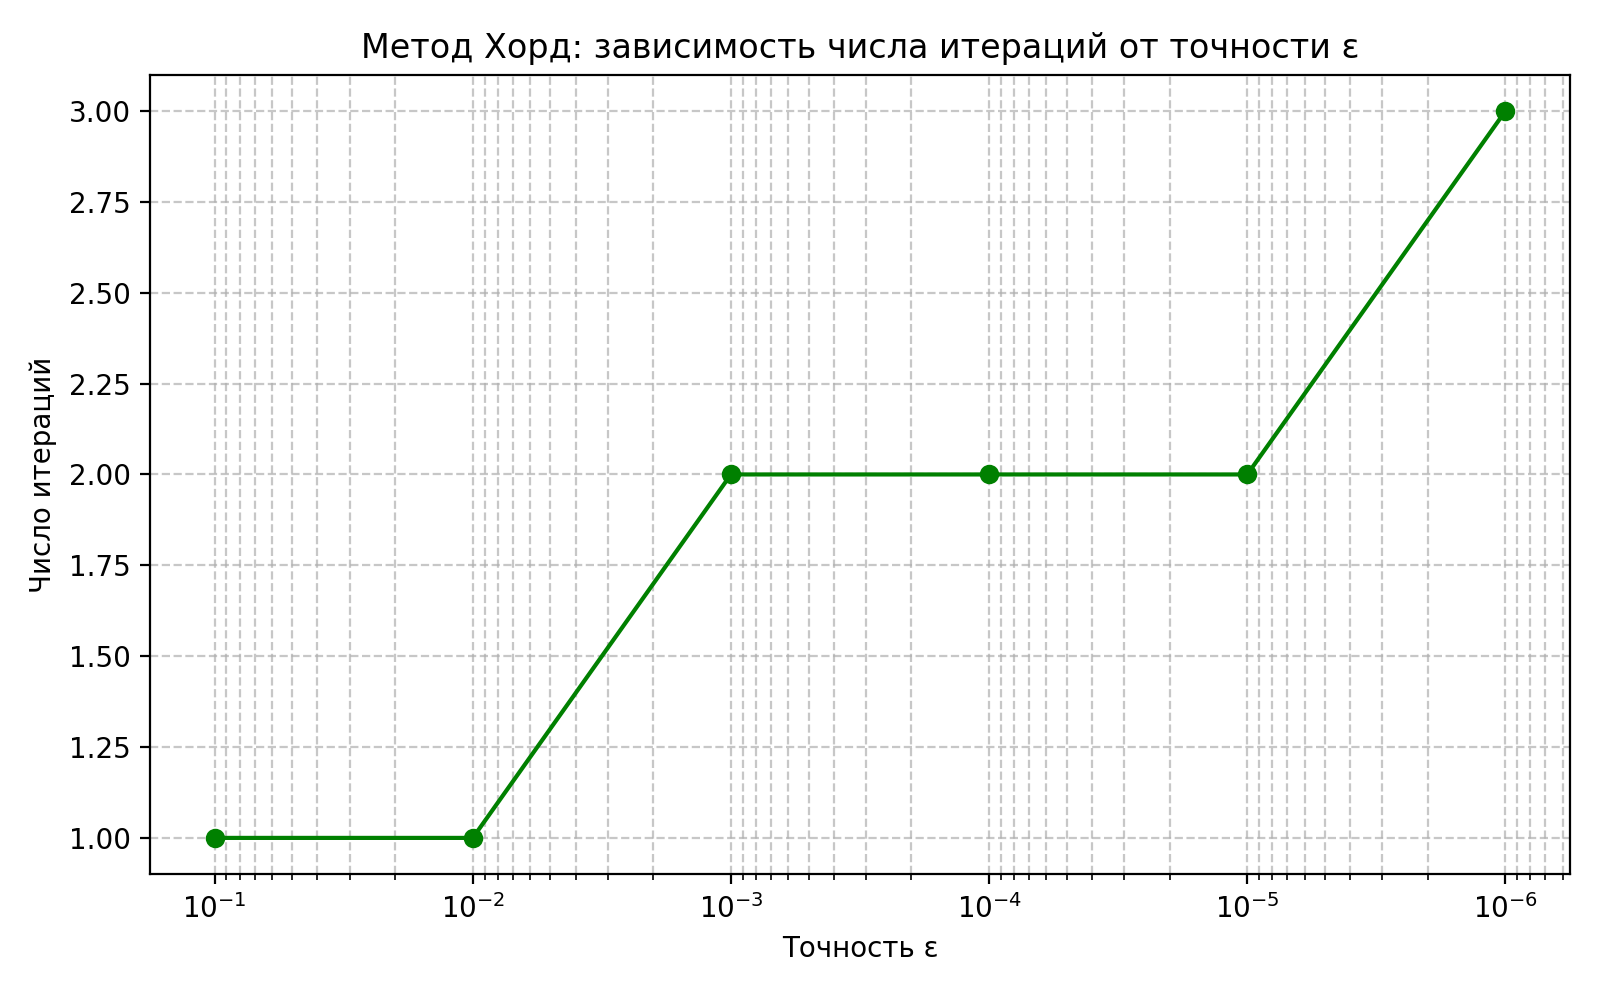 Метод Хорд: зависимость числа итераций от точности ε
Число итераций
3.00
2.75
2.50
2.25
2.00
1.75
1.50
1.25
1.00
10⁻¹ 10⁻² 10⁻³ 10⁻⁴ 10⁻⁵ 10⁻⁶
Точность ε